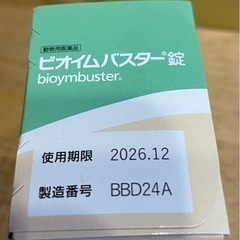 動物用医薬品
ビオイムバスター®錠
bioymbuster®
使用期限 2026.12
製造番号 BBD24A